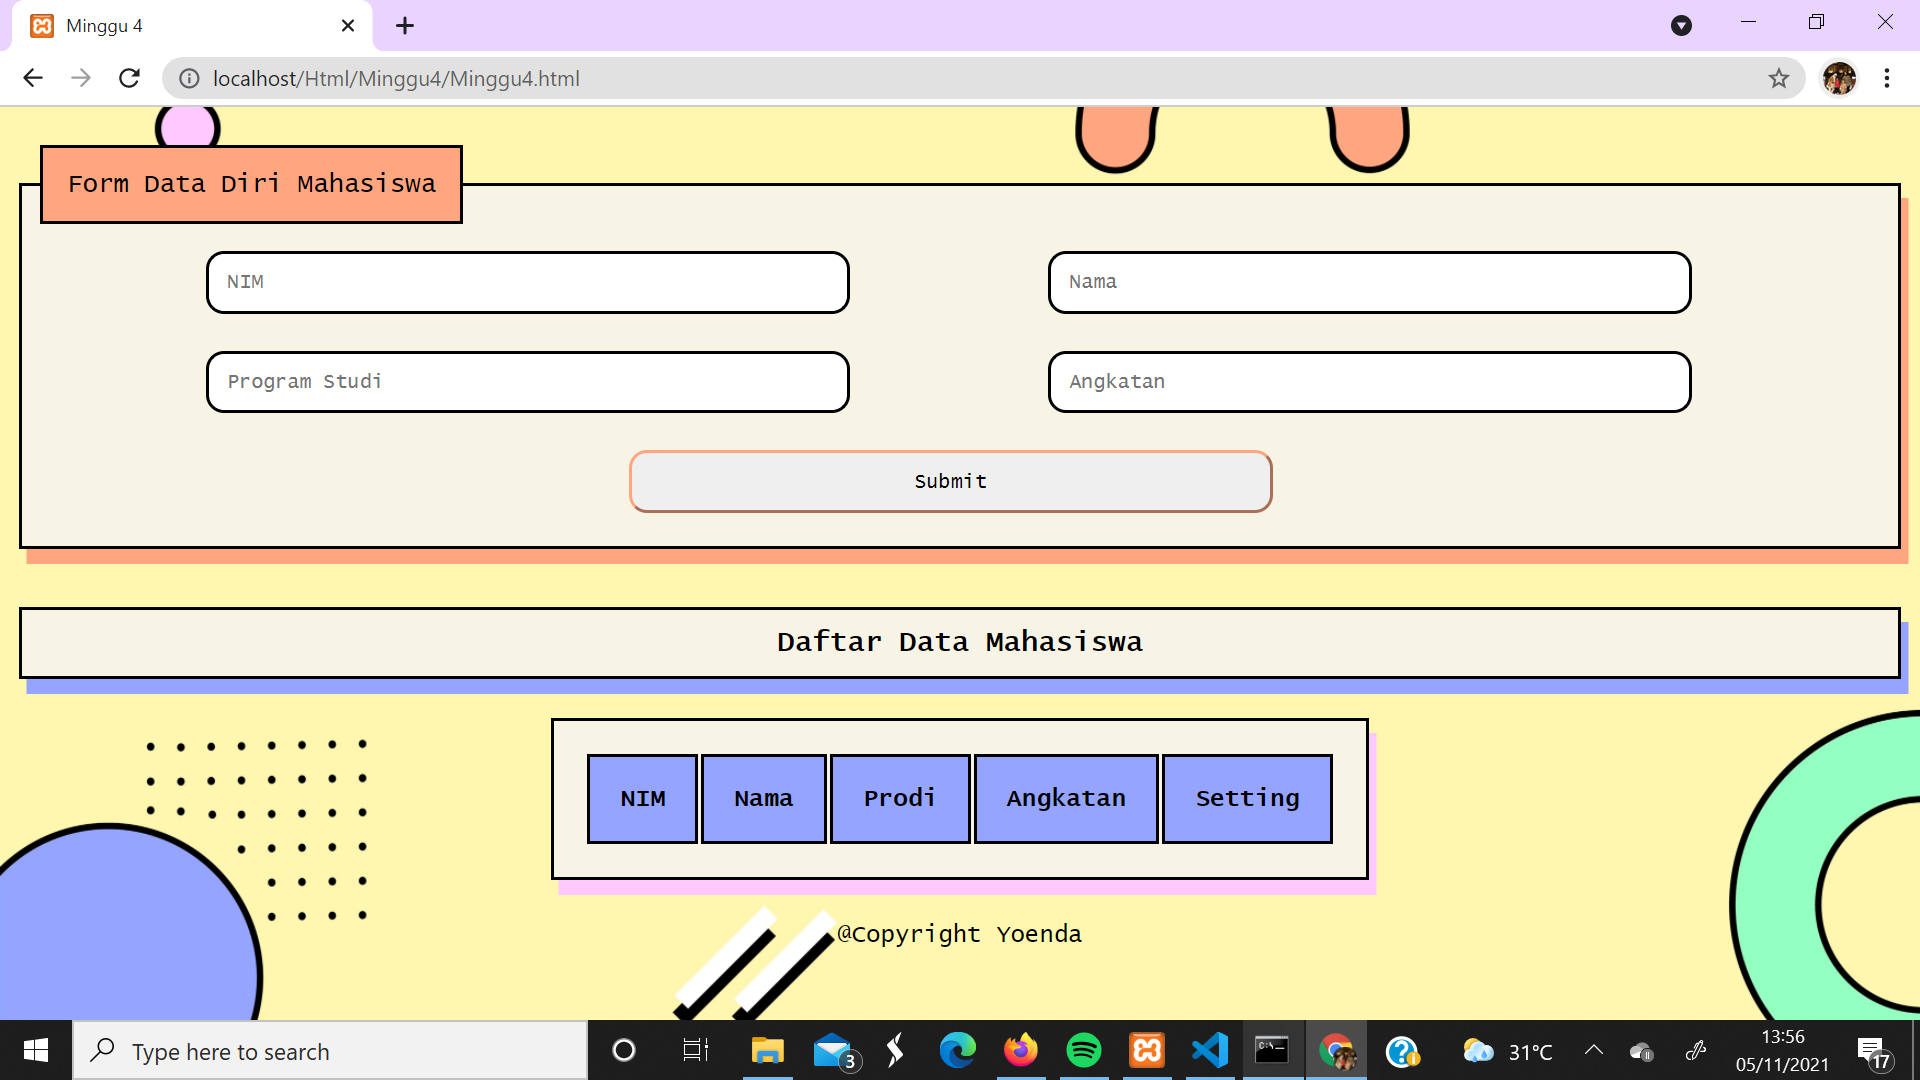 Minggu 4
localhost/Html/Minggu4/Minggu4.html
Form Data Diri Mahasiswa
NIM
Nama
Program Studi
Angkatan
Submit
Daftar Data Mahasiswa
NIM Nama Prodi Angkatan Setting
@Copyright Yoenda
Type here to search
3
C:\
31°C
13:56
05/11/2021
17